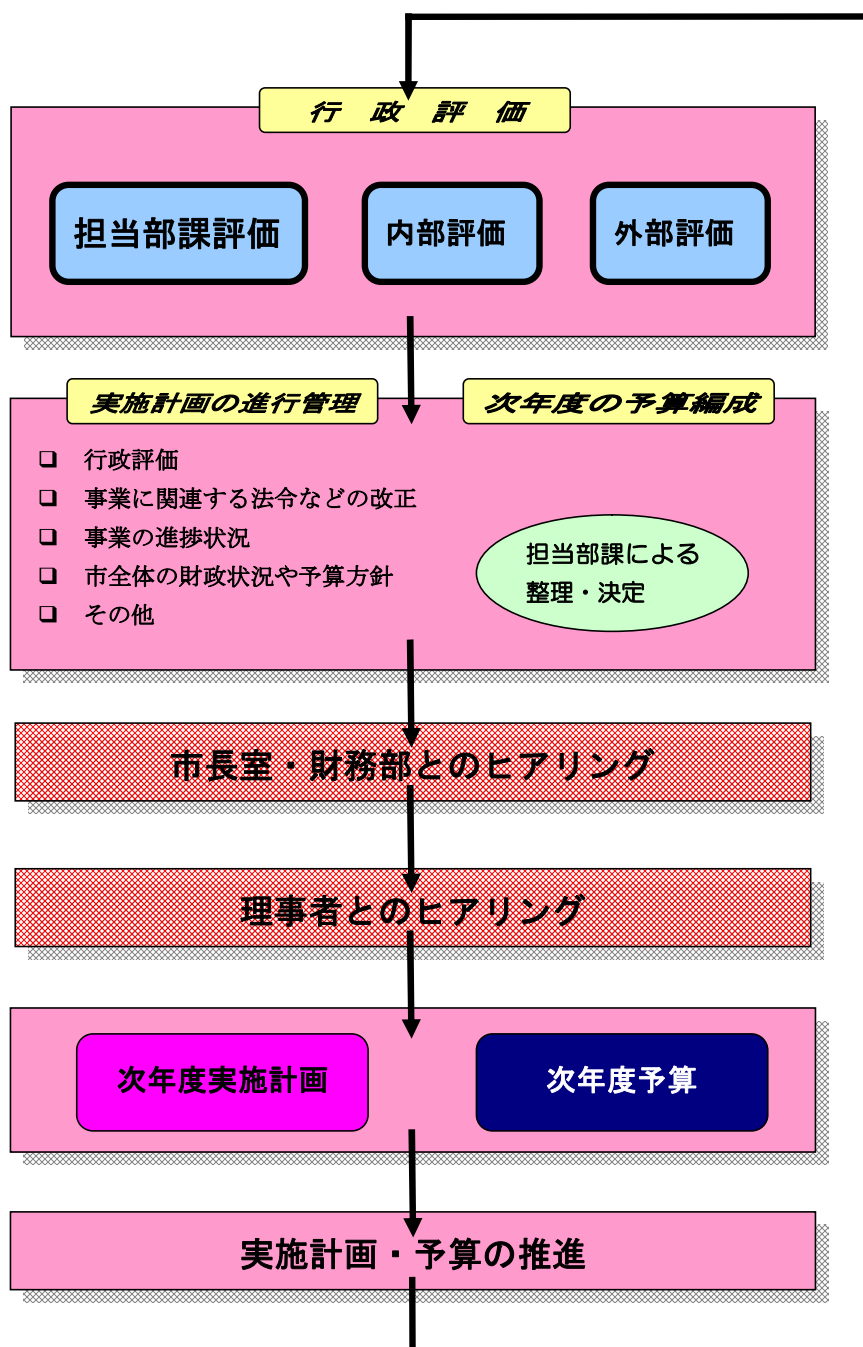 行政評価
担当部課評価
内部評価
外部評価
実施計画の進行管理
次年度の予算編成
❏ 行政評価
❏ 事業に関連する法令などの改正
❏ 事業の進捗状況
❏ 市全体の財政状況や予算方針
❏ その他
担当部課による
整理・決定
市長室・財務部とのヒアリング
理事者とのヒアリング
次年度実施計画
次年度予算
実施計画・予算の推進